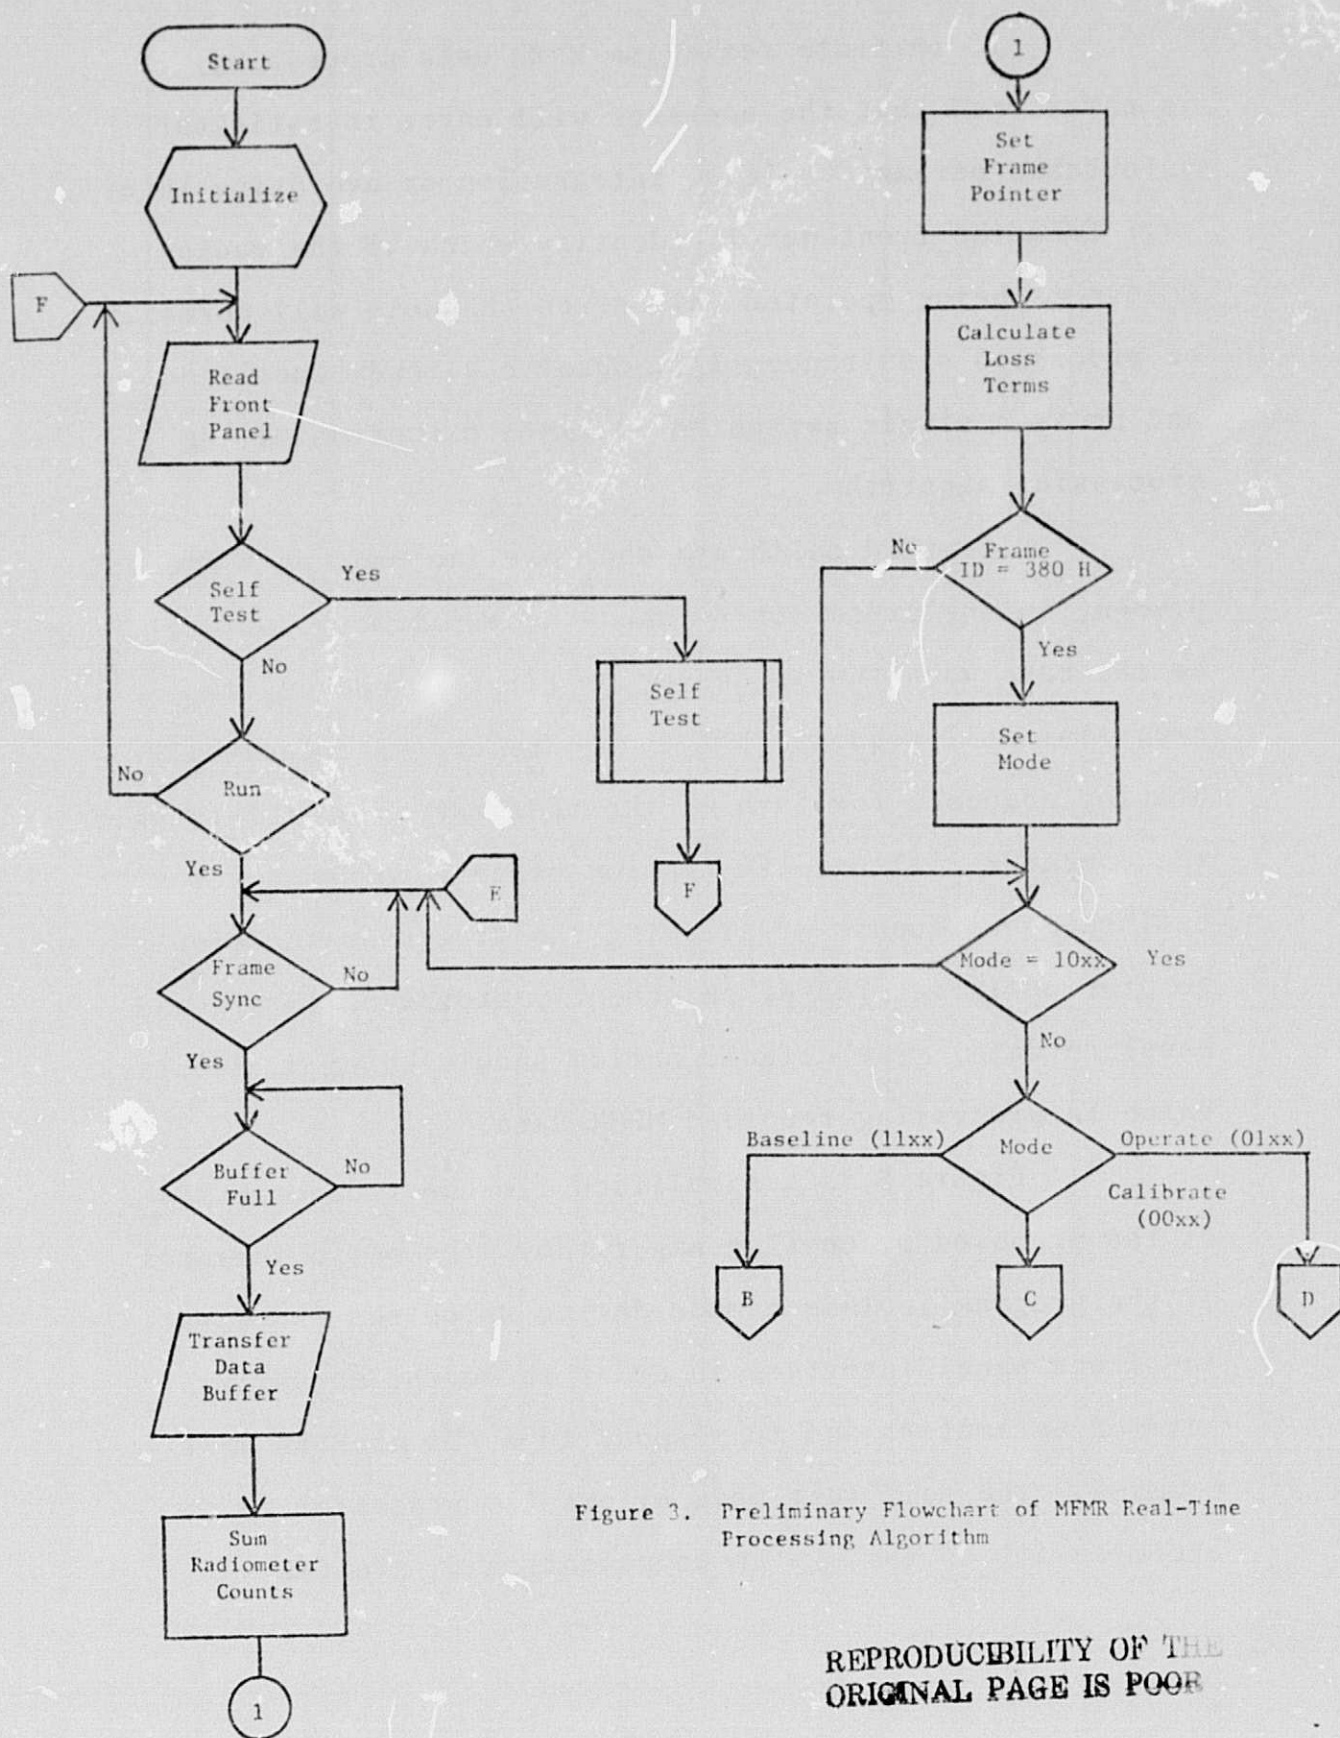 Start
Initialize
F
Read
Front
Panel
Self
Test
Yes
No
Self
Test
F
Run
No
Yes
E
Frame
Sync
No
Yes
Buffer
Full
No
Yes
Transfer
Data
Buffer
Sum
Radiometer
Counts
1
1
Set
Frame
Pointer
Calculate
Loss
Terms
Frame
ID = 380 H
No
Yes
Set
Mode
Mode = 10xx
Yes
No
Mode
Baseline (11xx)
Operate (01xx)
Calibrate
(00xx)
B
C
D
Figure 3. Preliminary Flowchart of MFMR Real-Time
Processing Algorithm
REPRODUCIBILITY OF THE
ORIGINAL PAGE IS POOR